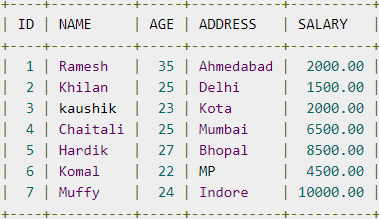 +----+----------+-----+-----------+----------+
| ID | NAME     | AGE | ADDRESS   | SALARY   |
+----+----------+-----+-----------+----------+
|  1 | Ramesh   |  35 | Ahmedabad |  2000.00 |
|  2 | Khilan   |  25 | Delhi     |  1500.00 |
|  3 | kaushik  |  23 | Kota      |  2000.00 |
|  4 | Chaitali |  25 | Mumbai    |  6500.00 |
|  5 | Hardik   |  27 | Bhopal    |  8500.00 |
|  6 | Komal    |  22 | MP        |  4500.00 |
|  7 | Muffy    |  24 | Indore    | 10000.00 |
+----+----------+-----+-----------+----------+